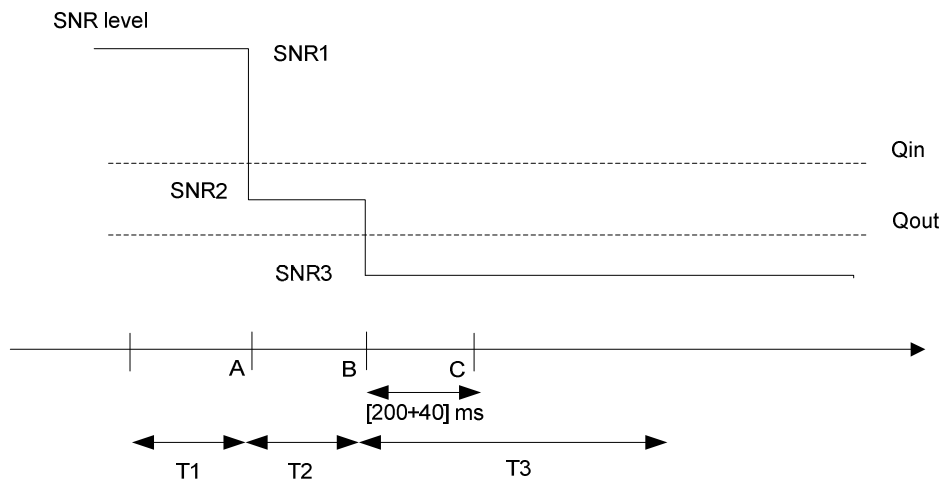 SNR level
SNR1
Qin
SNR2
Qout
SNR3
A
B
C
[200+40] ms
T1
T2
T3